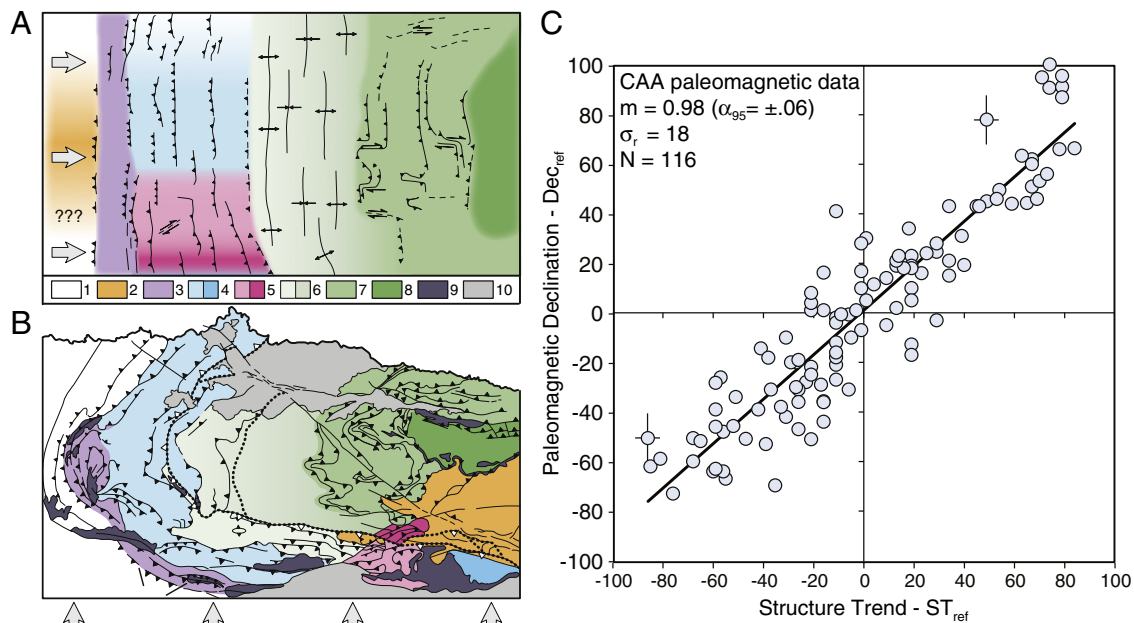 A
???
1 2 3 4 5 6 7 8 9 10
B
C
CAA paleomagnetic data
m = 0.98 (α95= ±.06)
σr = 18
N = 116
Paleomagnetic Declination - Decref
100
80
60
40
20
0
-20
-40
-60
-80
-100
-100 -80 -60 -40 -20 0 20 40 60 80 100
Structure Trend - STref